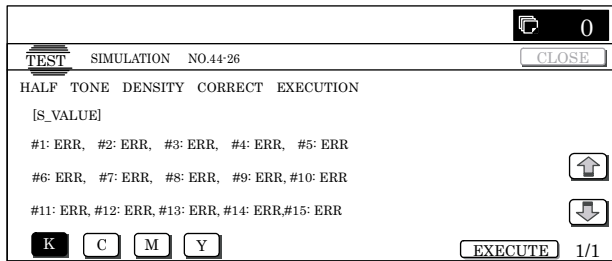 0
TEST SIMULATION NO.44-26 CLOSE
HALF TONE DENSITY CORRECT EXECUTION
[S_VALUE]
#1: ERR, #2: ERR, #3: ERR, #4: ERR, #5: ERR
#6: ERR, #7: ERR, #8: ERR, #9: ERR, #10: ERR
#11: ERR, #12: ERR, #13: ERR, #14: ERR,#15: ERR
K C M Y EXECUTE 1/1